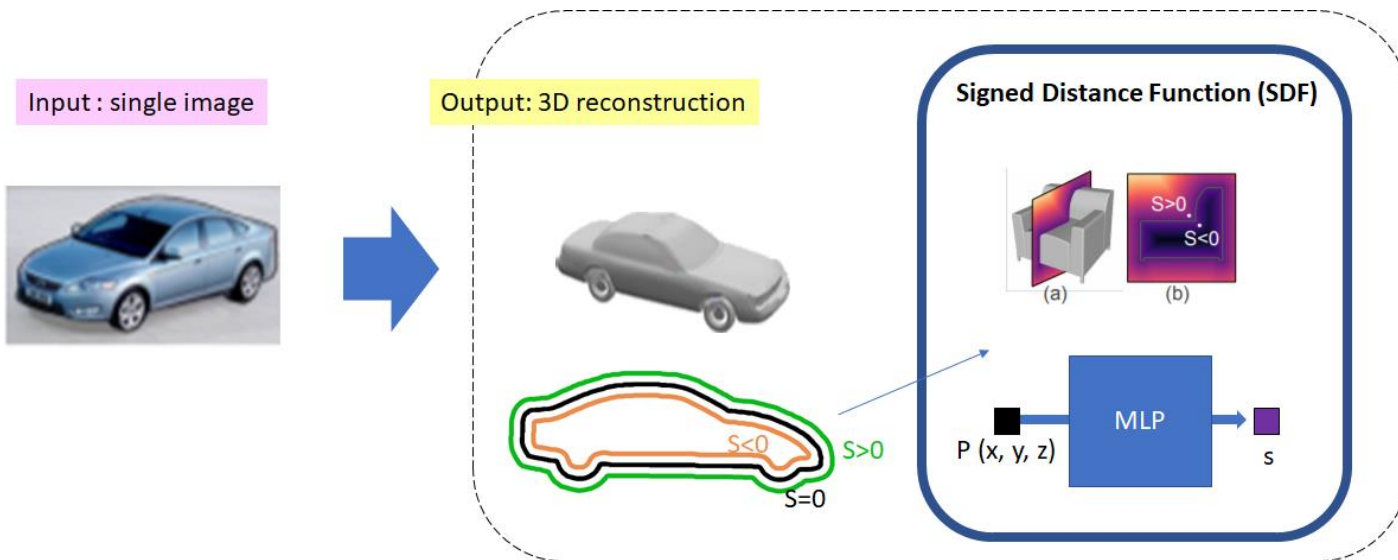 Input : single image
Output: 3D reconstruction
Signed Distance Function (SDF)
S>0
S<0
(a)
(b)
MLP
P (x, y, z)
s
S<0
S>0
S=0